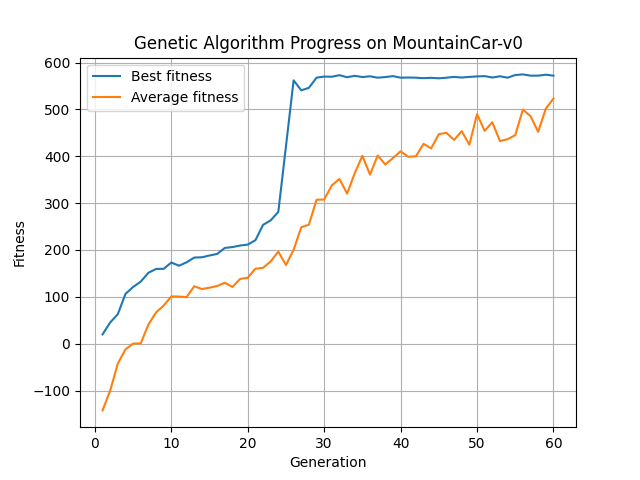 Genetic Algorithm Progress on MountainCar-v0
Best fitness
Average fitness
600
500
400
300
200
100
0
−100
Fitness
0 10 20 30 40 50 60
Generation